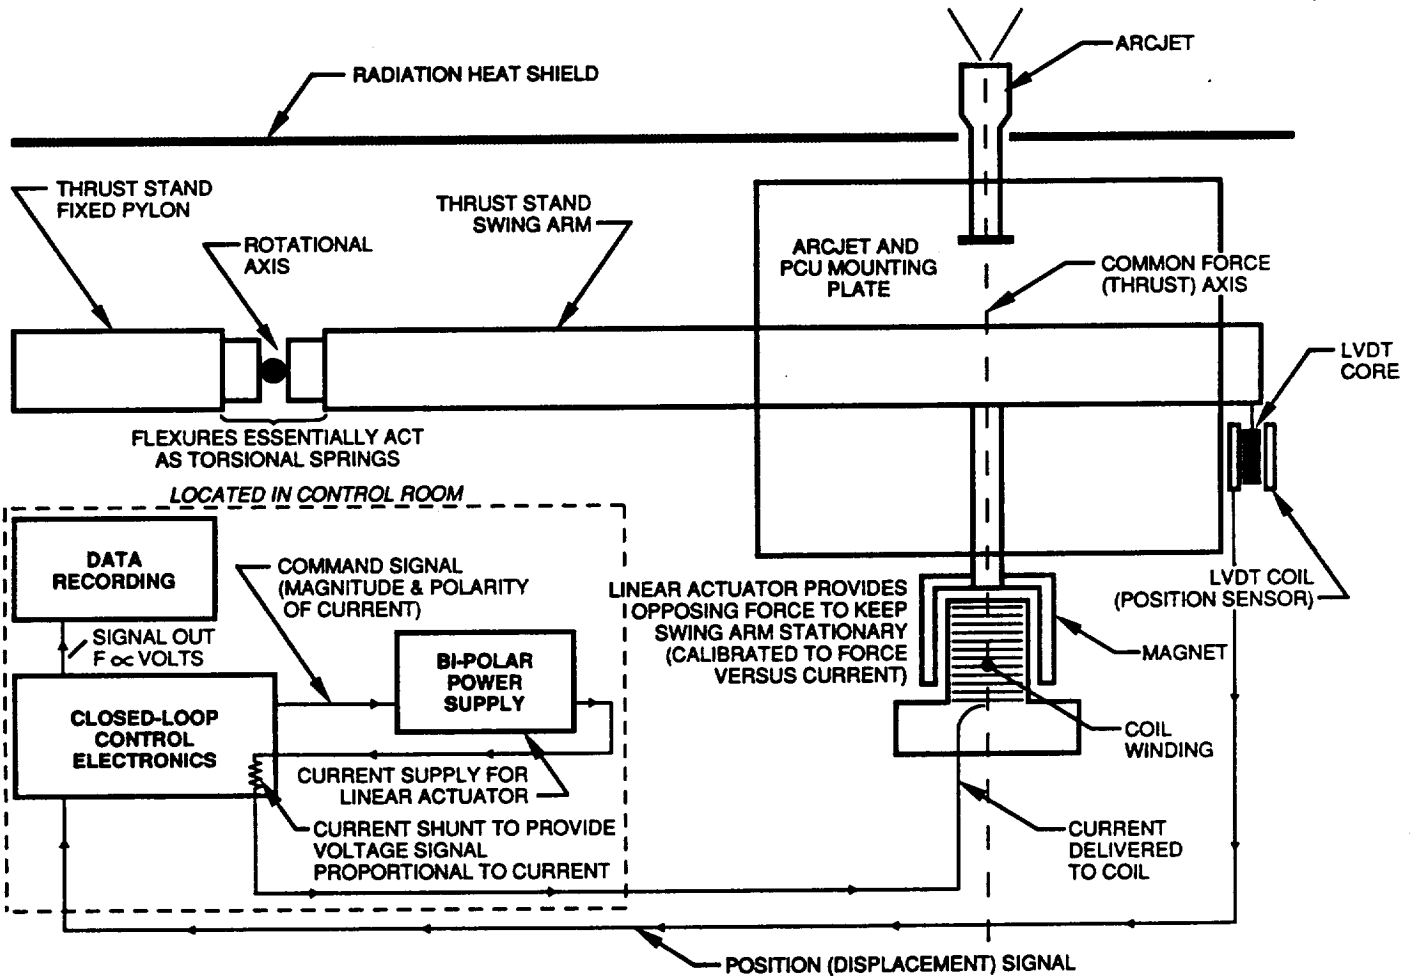 ARCJET
RADIATION HEAT SHIELD
THRUST STAND
FIXED PYLON
THRUST STAND
SWING ARM
ROTATIONAL
AXIS
ARCJET AND
PCU MOUNTING
PLATE
COMMON FORCE
(THRUST) AXIS
LVDT
CORE
FLEXURES ESSENTIALLY ACT
AS TORSIONAL SPRINGS
LOCATED IN CONTROL ROOM
DATA
RECORDING
COMMAND SIGNAL
(MAGNITUDE & POLARITY
OF CURRENT)
LINEAR ACTUATOR PROVIDES
OPPOSING FORCE TO KEEP
SWING ARM STATIONARY
(CALIBRATED TO FORCE
VERSUS CURRENT)
LVDT COIL
(POSITION SENSOR)
SIGNAL OUT
F ∝ VOLTS
BI-POLAR
POWER
SUPPLY
MAGNET
CLOSED-LOOP
CONTROL
ELECTRONICS
COIL
WINDING
CURRENT SUPPLY FOR
LINEAR ACTUATOR
CURRENT SHUNT TO PROVIDE
VOLTAGE SIGNAL
PROPORTIONAL TO CURRENT
CURRENT
DELIVERED
TO COIL
POSITION (DISPLACEMENT) SIGNAL